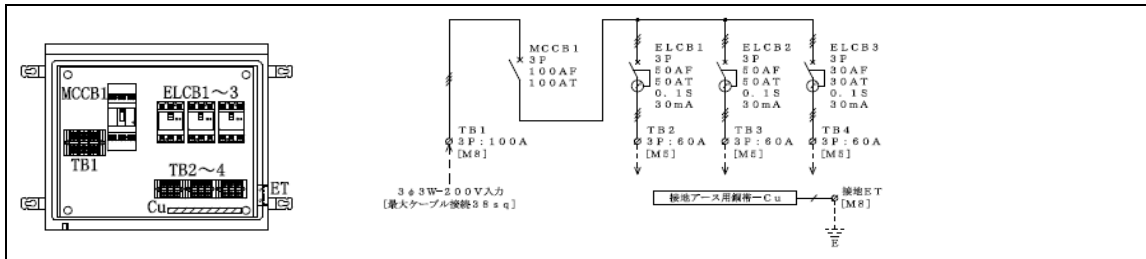 MCCB1
ELCB1～3
TB1
TB2～4
ET
Cu
MCCB1
3P
100AF
100AT
ELCB1
3P
50AF
50AT
0.1S
30mA
ELCB2
3P
50AF
50AT
0.1S
30mA
ELCB3
3P
30AF
30AT
0.1S
30mA
TB1
3P:100A
[M8]
TB2
3P:60A
[M5]
TB3
3P:60A
[M5]
TB4
3P:60A
[M5]
3φ3W-200V入力
[最大ケーブル接続38sq]
接地アース用銅帯-Cu
接地ET
[M8]
E